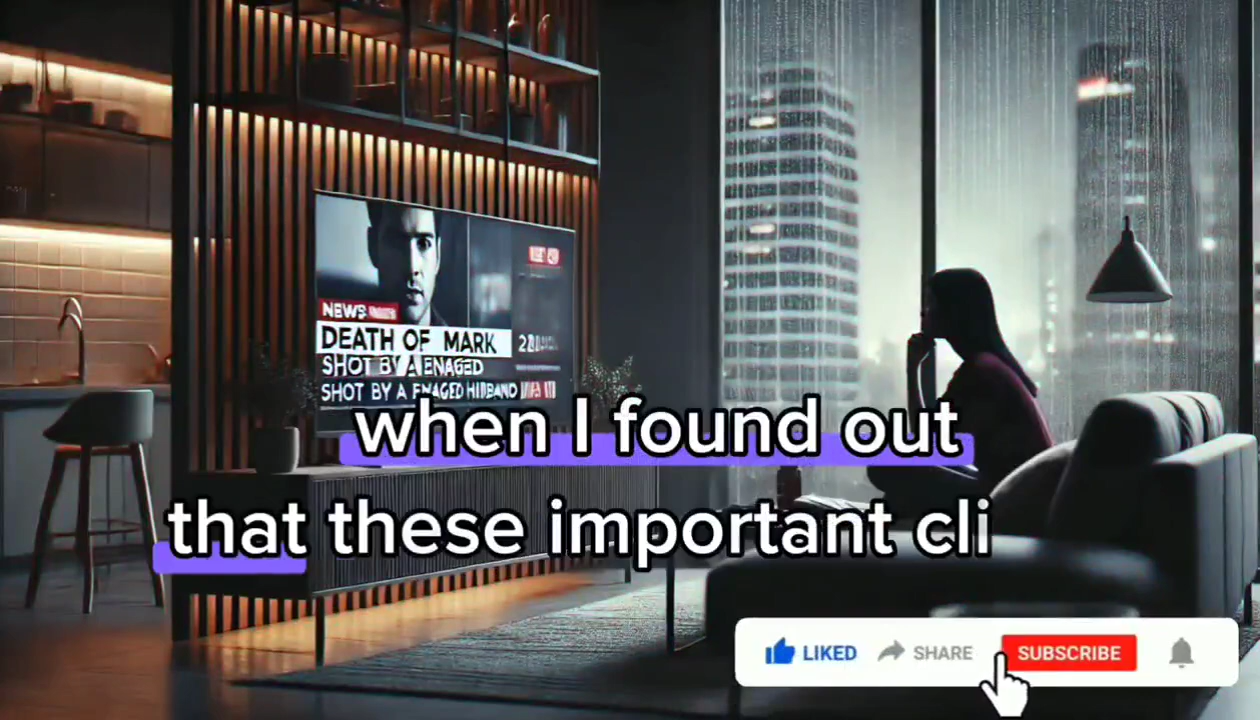 NEWS
DEATH OF MARK
SHOT BY A ENAGED
SHOT BY A ENAGED HUBAND
when I found out
that these important cli
LIKED SHARE SUBSCRIBE